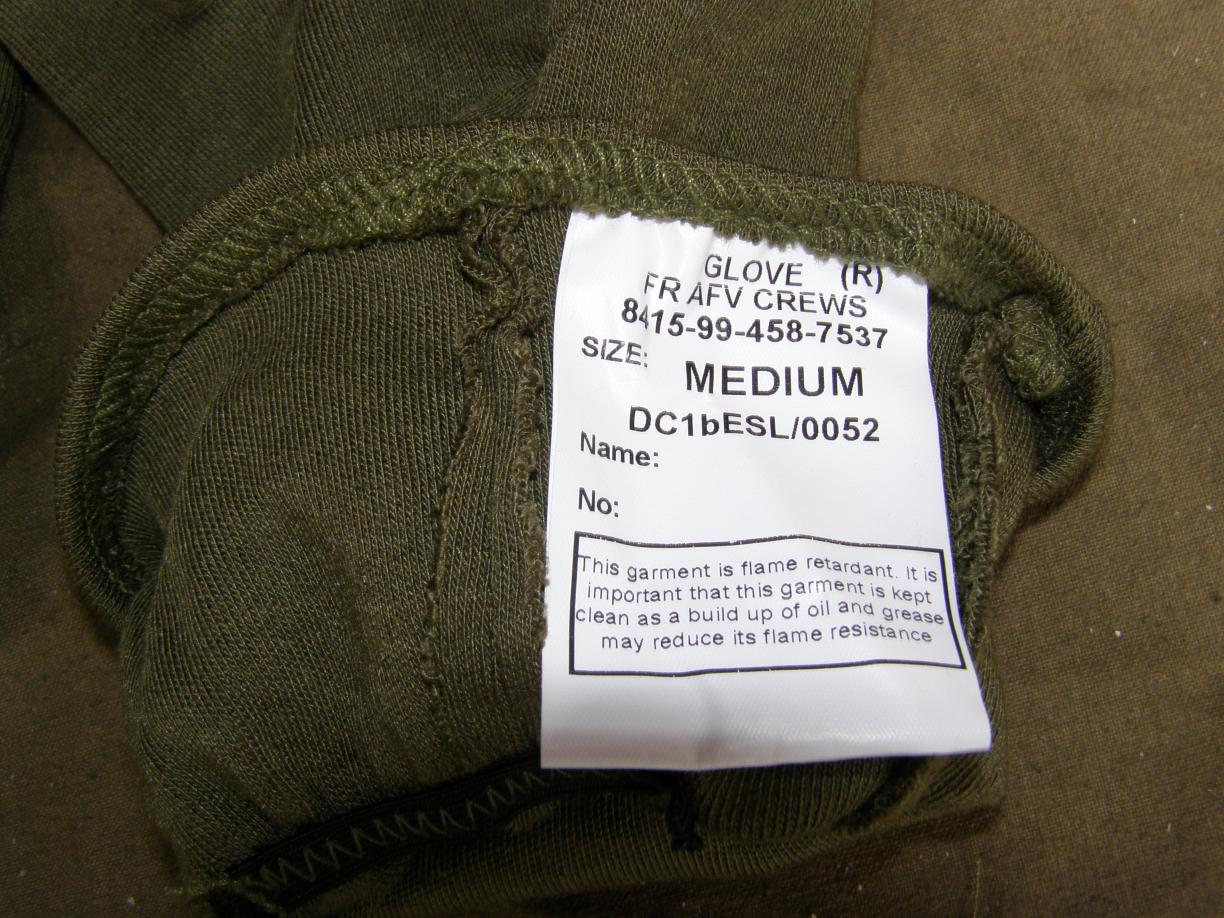 GLOVE (R)
FR AFV CREWS
8415-99-458-7537
SIZE: MEDIUM
DC1bESL/0052
Name:
No:
This garment is flame retardant. It is
important that this garment is kept
clean as a build up of oil and grease
may reduce its flame resistance